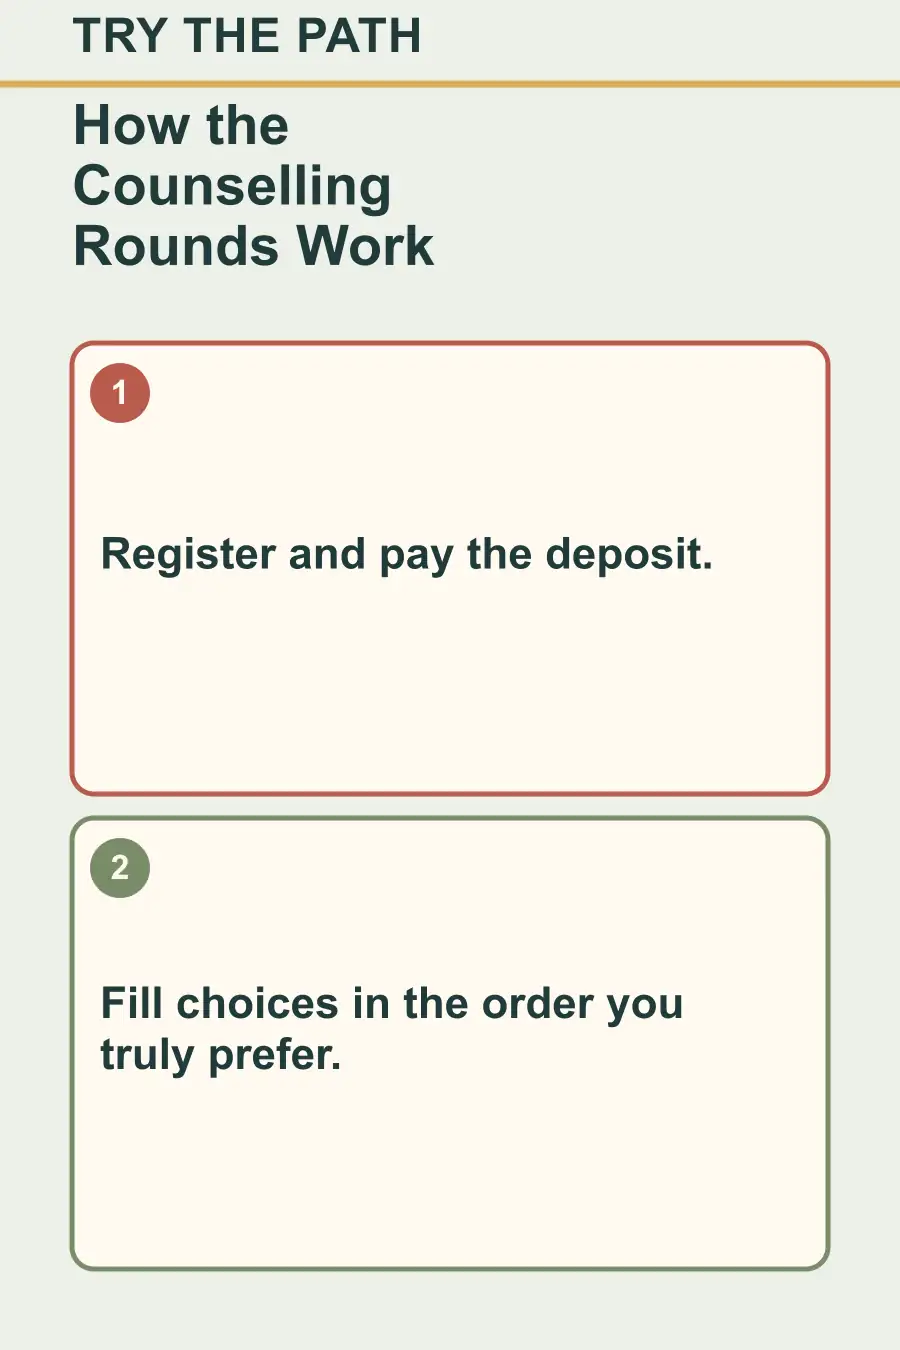 TRY THE PATH
How the
Counselling
Rounds Work
1
Register and pay the deposit.
2
Fill choices in the order you
truly prefer.